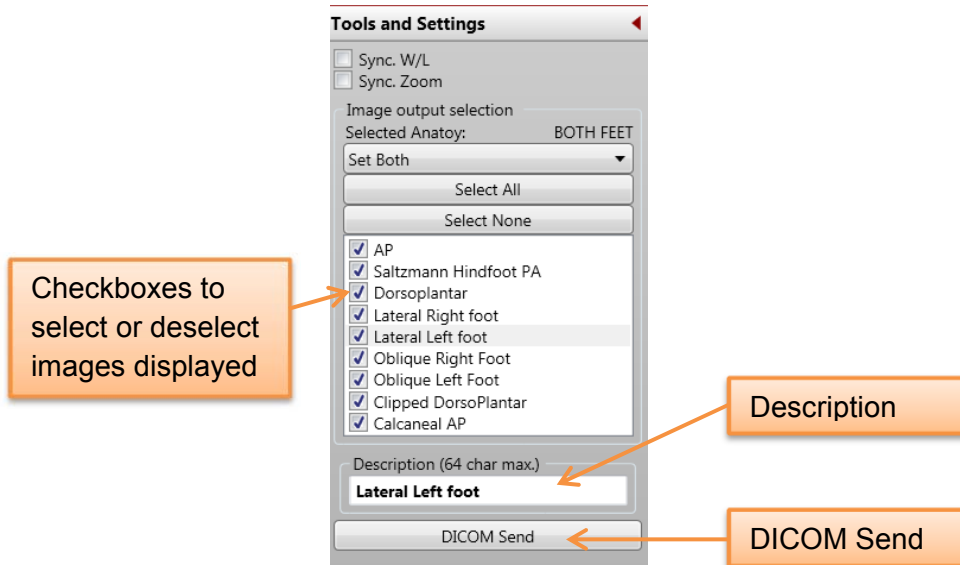 Tools and Settings
Sync. W/L
Sync. Zoom
Image output selection
Selected Anatoy: BOTH FEET
Set Both
Select All
Select None
AP
Saltzmann Hindfoot PA
Dorsoplantar
Lateral Right foot
Lateral Left foot
Oblique Right Foot
Oblique Left Foot
Clipped DorsoPlantar
Calcaneal AP
Checkboxes to
select or deselect
images displayed
Description (64 char max.)
Lateral Left foot
Description
DICOM Send
DICOM Send